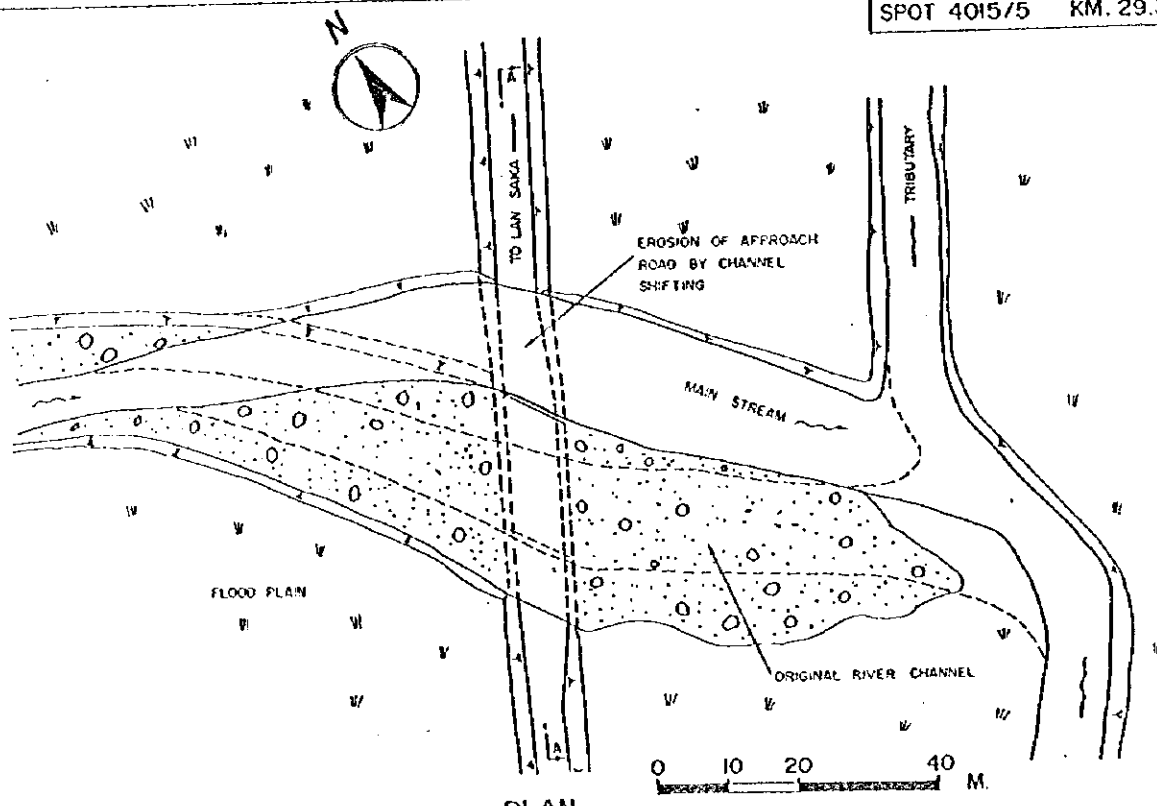 SPOT 4015/5 KM. 29.
N
A
TO LAN SAKA
TRIBUTARY
EROSION OF APPROACH
ROAD BY CHANNEL
SHIFTING
MAIN STREAM
FLOOD PLAIN
ORIGINAL RIVER CHANNEL
A
0 10 20 40 M.
PLAN